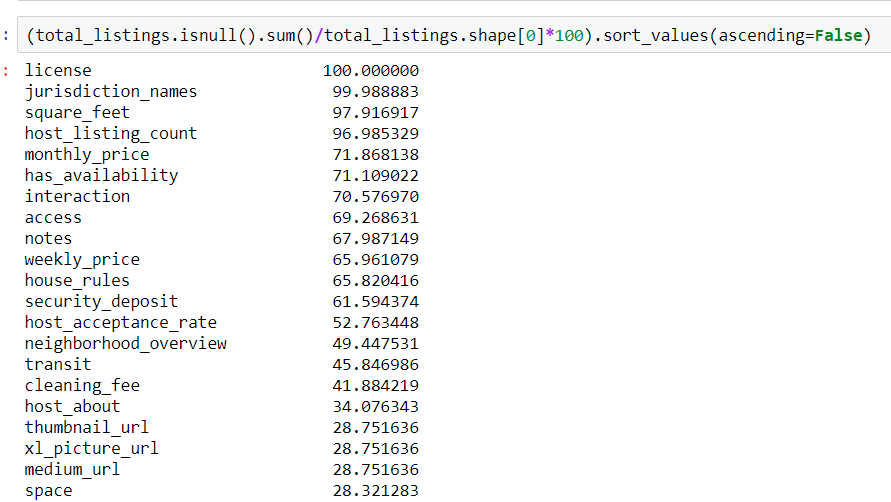 : (total_listings.isnull().sum()/total_listings.shape[0]*100).sort_values(ascending=False)
: license 100.000000
jurisdiction_names 99.988883
square_feet 97.916917
host_listing_count 96.985329
monthly_price 71.868138
has_availability 71.109022
interaction 70.576970
access 69.268631
notes 67.987149
weekly_price 65.961079
house_rules 65.820416
security_deposit 61.594374
host_acceptance_rate 52.763448
neighborhood_overview 49.447531
transit 45.846986
cleaning_fee 41.884219
host_about 34.076343
thumbnail_url 28.751636
xl_picture_url 28.751636
medium_url 28.751636
space 28.321283